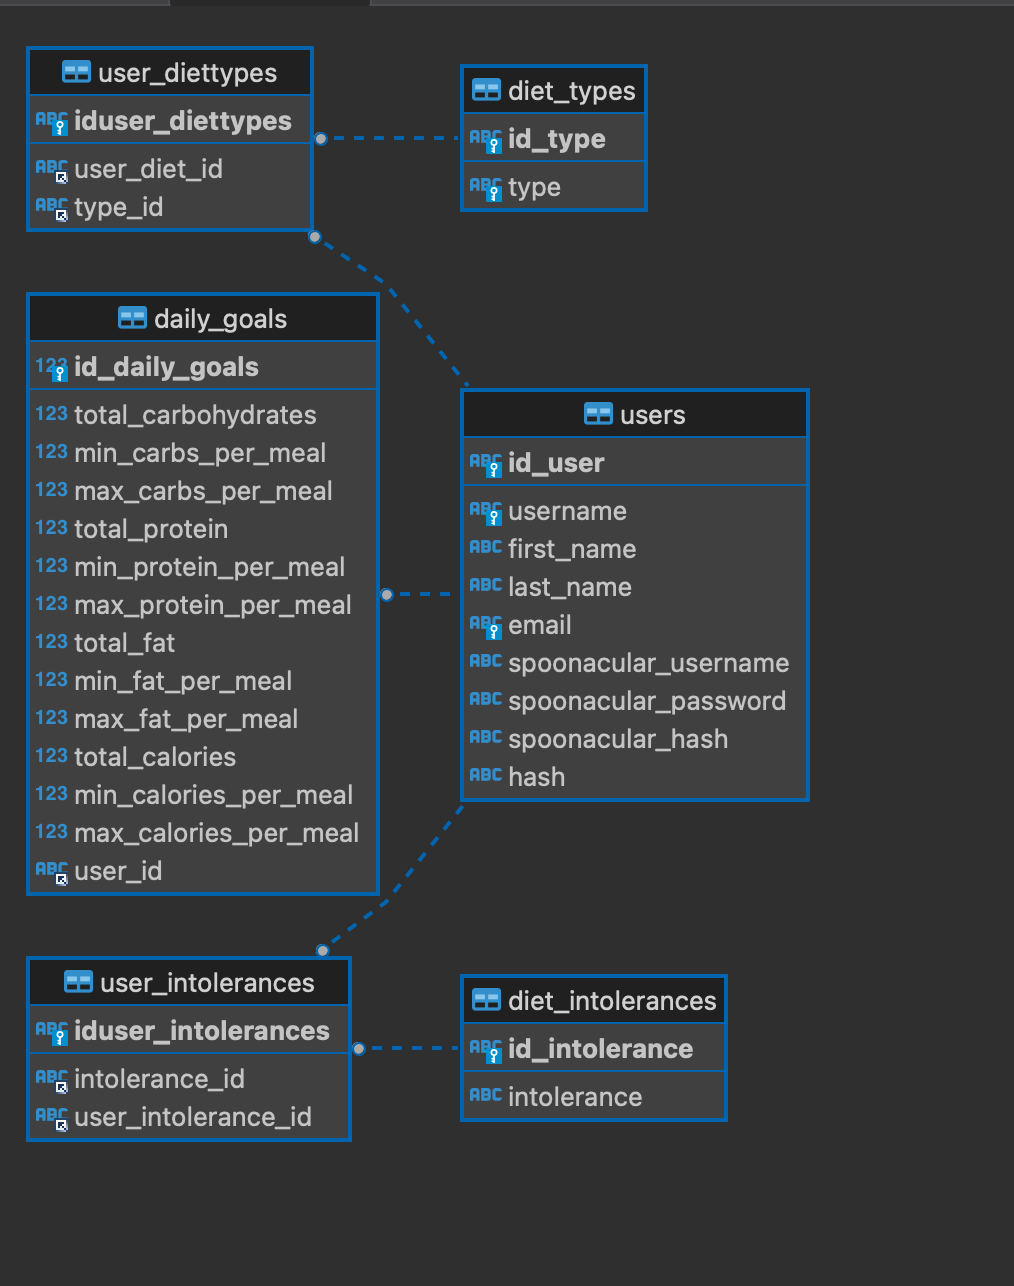 user_diettypes
ABC iduser_diettypes
ABC user_diet_id
ABC type_id
diet_types
ABC id_type
ABC type
daily_goals
123 id_daily_goals
123 total_carbohydrates
123 min_carbs_per_meal
123 max_carbs_per_meal
123 total_protein
123 min_protein_per_meal
123 max_protein_per_meal
123 total_fat
123 min_fat_per_meal
123 max_fat_per_meal
123 total_calories
123 min_calories_per_meal
123 max_calories_per_meal
ABC user_id
users
ABC id_user
ABC username
ABC first_name
ABC last_name
ABC email
ABC spoonacular_username
ABC spoonacular_password
ABC spoonacular_hash
ABC hash
user_intolerances
ABC iduser_intolerances
ABC intolerance_id
ABC user_intolerance_id
diet_intolerances
ABC id_intolerance
ABC intolerance